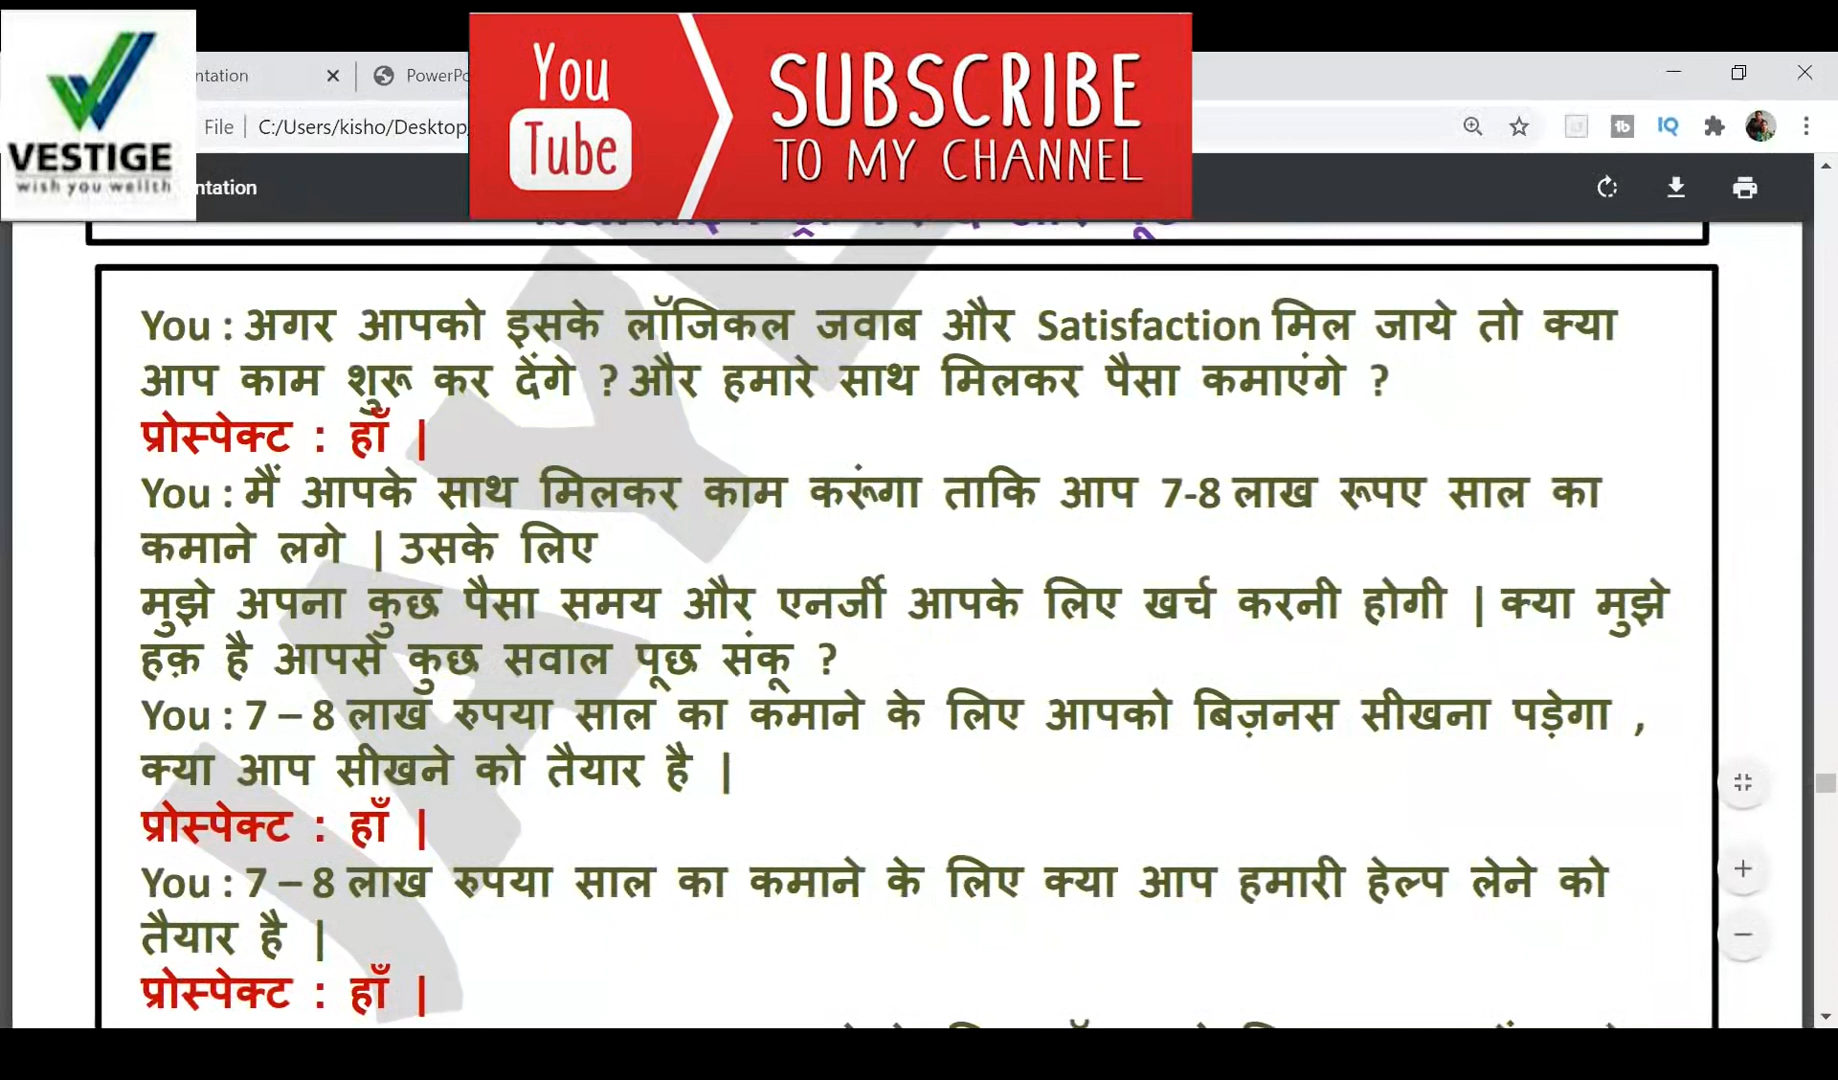 You
Tube
SUBSCRIBE
TO MY CHANNEL
VESTIGE
wish you wellth
ntation
PowerPo
File
C:/Users/kisho/Desktop
ntation
You : अगर आपको इसके लॉजिकल जवाब और Satisfaction मिल जाये तो क्या
आप काम शुरू कर देंगे ? और हमारे साथ मिलकर पैसा कमाएंगे ?
प्रोस्पेक्ट : हाँ |
You : मैं आपके साथ मिलकर काम करूंगा ताकि आप 7-8 लाख रूपए साल का
कमाने लगे | उसके लिए
मुझे अपना कुछ पैसा समय और एनर्जी आपके लिए खर्च करनी होगी | क्या मुझे
हक़ है आपसे कुछ सवाल पूछ संकू ?
You : 7 – 8 लाख रुपया साल का कमाने के लिए आपको बिज़नस सीखना पड़ेगा ,
क्या आप सीखने को तैयार है |
प्रोस्पेक्ट : हाँ |
You : 7 – 8 लाख रुपया साल का कमाने के लिए क्या आप हमारी हेल्प लेने को
तैयार है |
प्रोस्पेक्ट : हाँ |